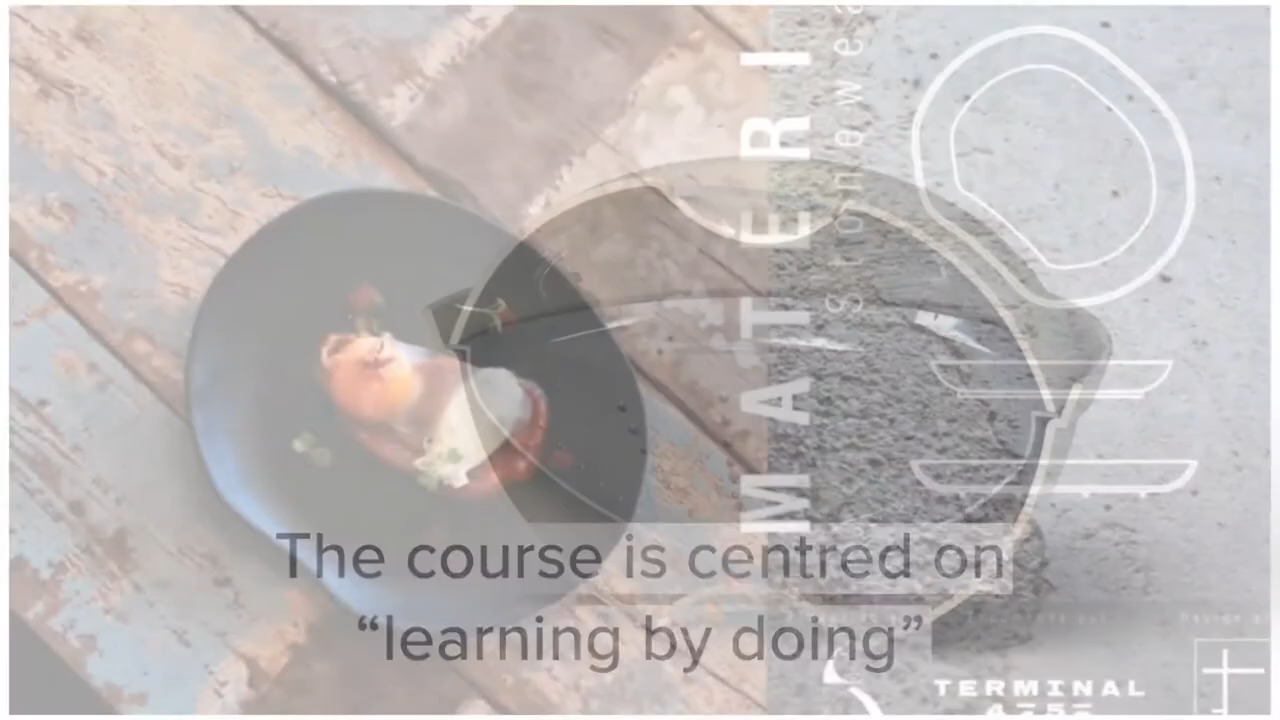 MATERI
Stonewea
The course is centred on
“learning by doing”
TERMINAL